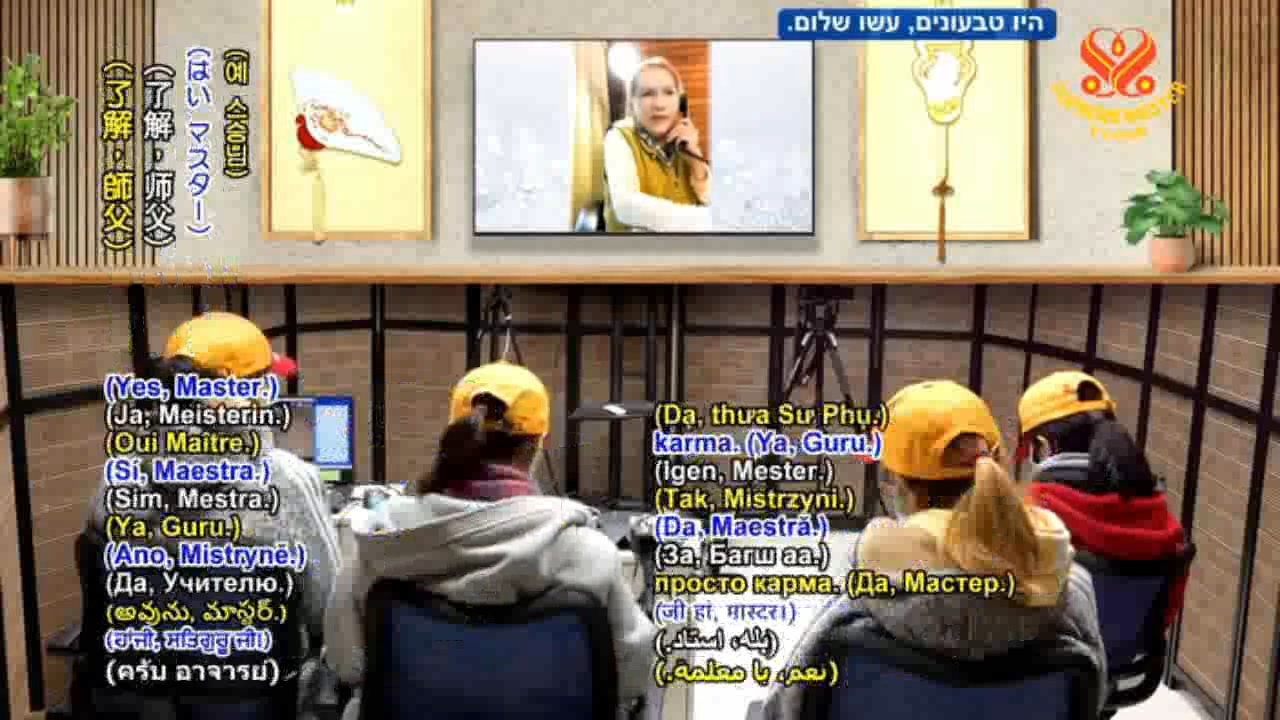 היו טבעונים, עשו שלום.
(예 스승님)
(はい マスター)
(了解，师父)
(了解，師父)
(Yes, Master.)
(Ja, Meisterin.)
(Oui Maître.)
(Sí, Maestra.)
(Sim, Mestra.)
(Ya, Guru.)
(Ano, Mistryně.)
(Да, Учителю.)
(అవును, మాస్టర్.)
(ਹਾਂਜੀ, ਸਤਿਗੁਰੂ ਜੀ।)
(ครับ อาจารย์)
(Dạ, thưa Sư Phụ.)
karma. (Ya, Guru.)
(Igen, Mester.)
(Tak, Mistrzyni.)
(Da, Maestră.)
(За, Багш аа.)
просто карма. (Да, Мастер.)
(जी हां, मास्टर।)
(بله، استاد.)
(نعم، يا معلمة.)